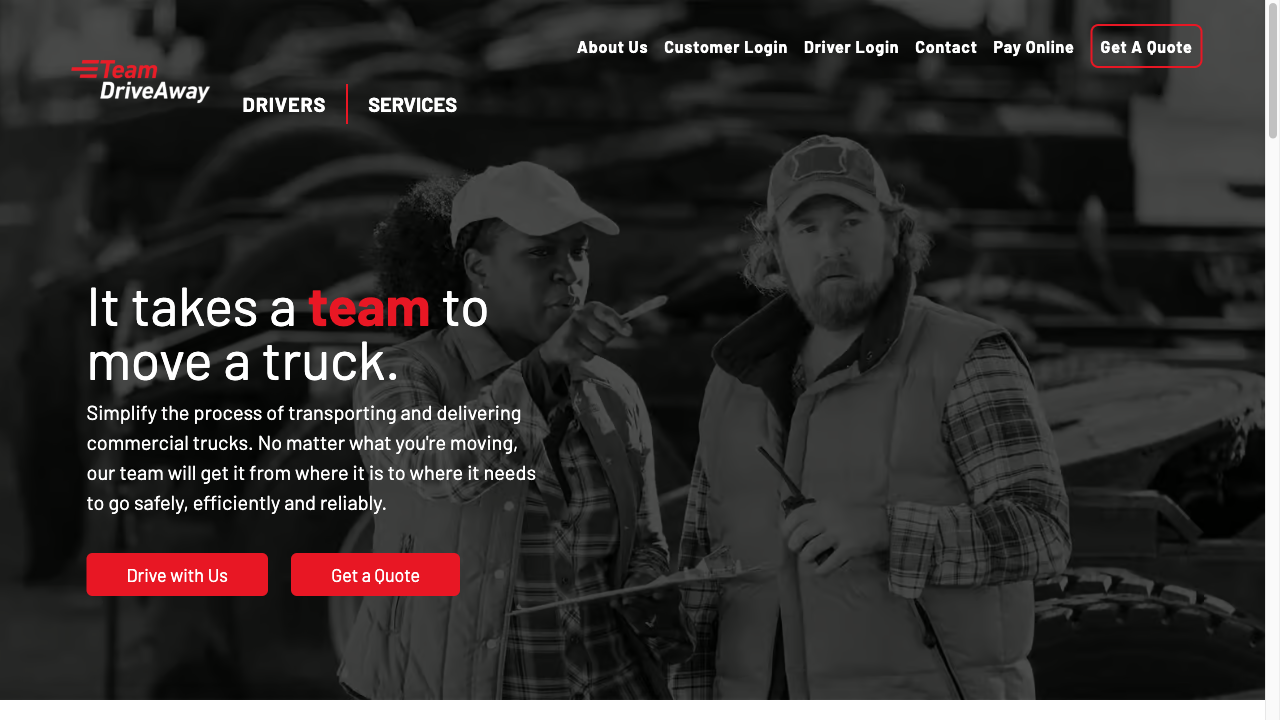 About Us Customer Login Driver Login Contact Pay Online Get A Quote
Team
DriveAway
DRIVERS SERVICES
It takes a team to
move a truck.
Simplify the process of transporting and delivering
commercial trucks. No matter what you're moving,
our team will get it from where it is to where it needs
to go safely, efficiently and reliably.
Drive with Us Get a Quote